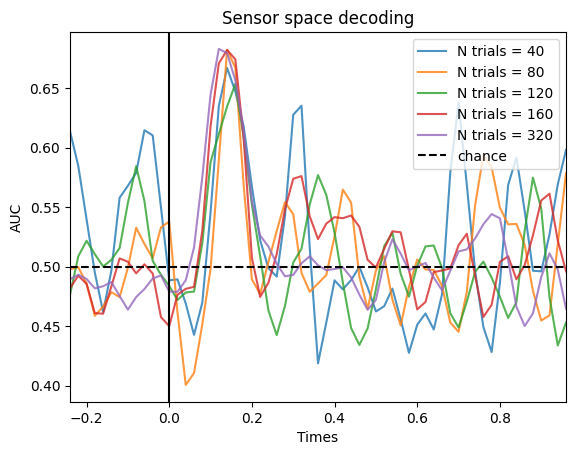 Sensor space decoding
AUC
0.65
0.60
0.55
0.50
0.45
0.40
N trials = 40
N trials = 80
N trials = 120
N trials = 160
N trials = 320
chance
−0.2
0.0
0.2
0.4
0.6
0.8
Times